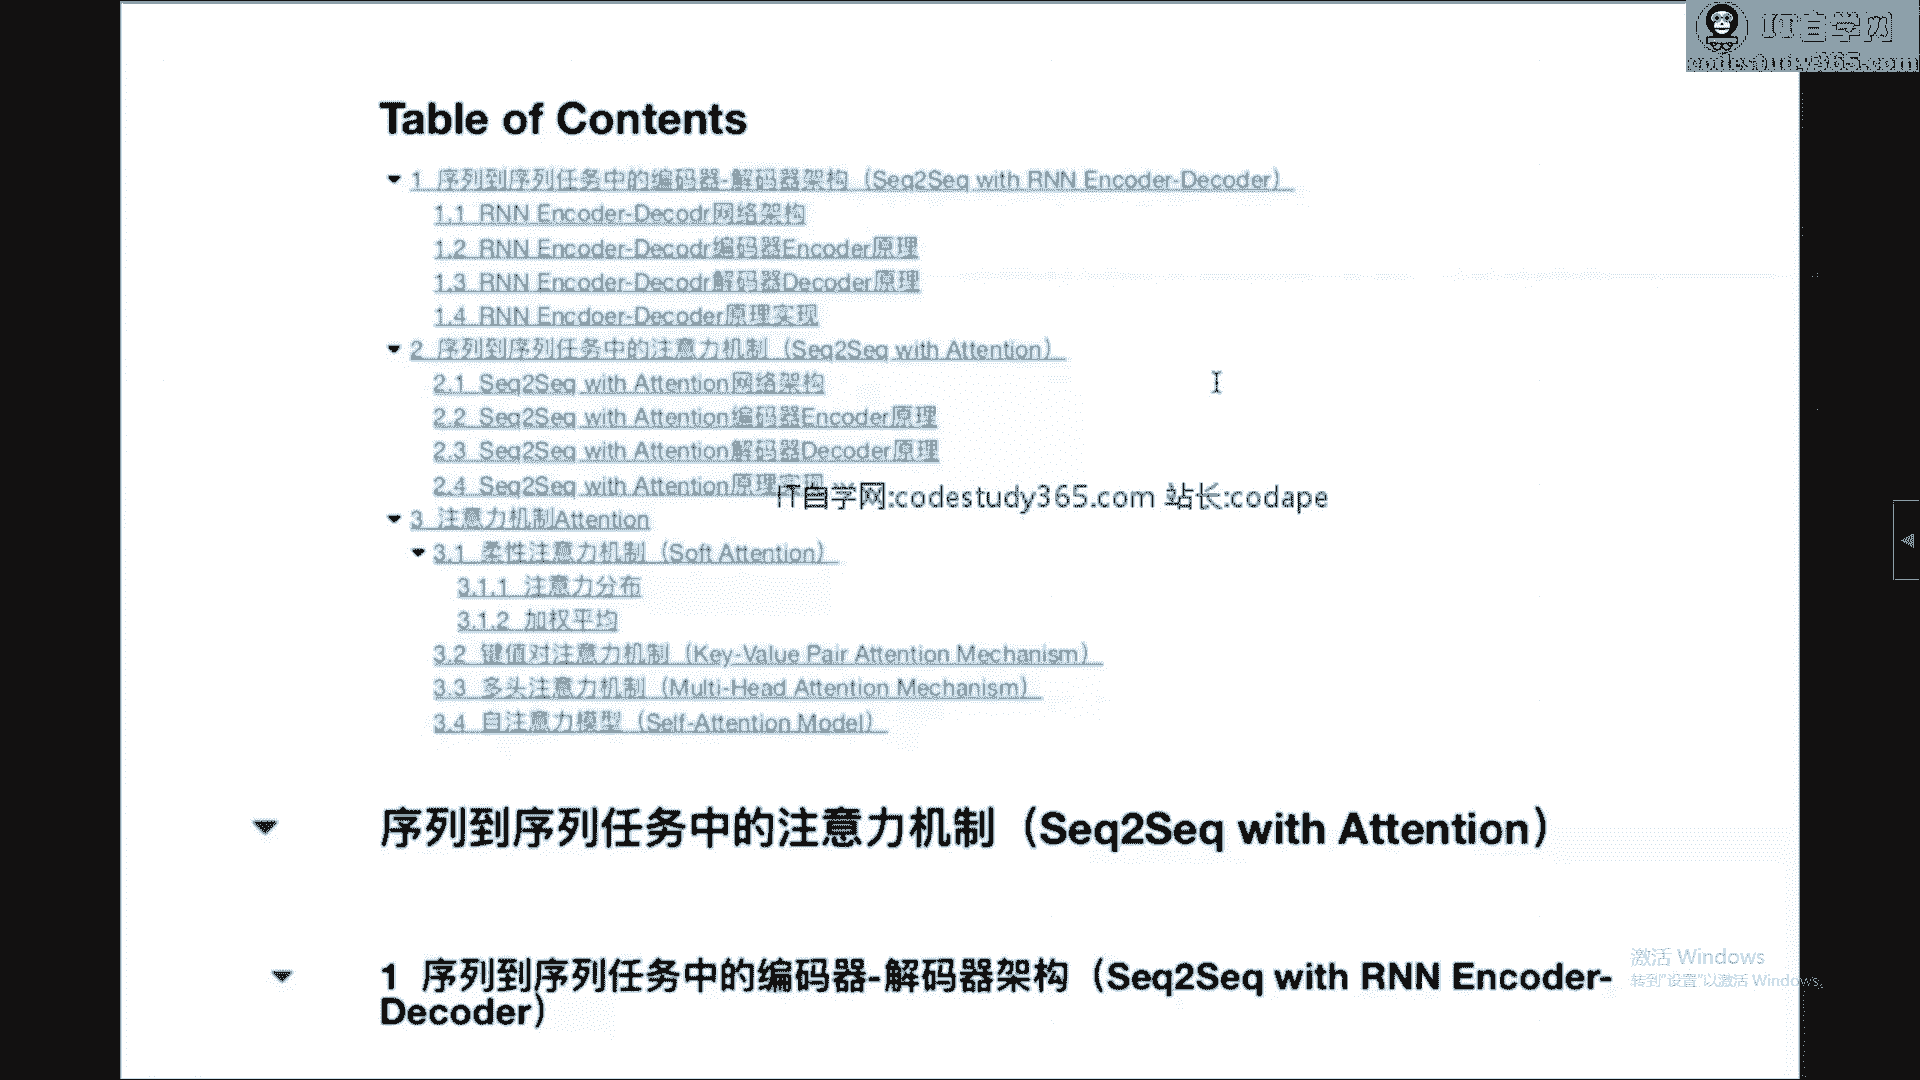 IT自学网
codestudy365.com
Table of Contents
1 序列到序列任务中的编码器-解码器架构（Seq2Seq with RNN Encoder-Decoder）
1.1 RNN Encoder-Decodr网络架构
1.2 RNN Encoder-Decodr编码器Encoder原理
1.3 RNN Encoder-Decodr解码器Decoder原理
1.4 RNN Encdoer-Decoder原理实现
2 序列到序列任务中的注意力机制（Seq2Seq with Attention）
2.1 Seq2Seq with Attention网络架构
2.2 Seq2Seq with Attention编码器Encoder原理
2.3 Seq2Seq with Attention解码器Decoder原理
2.4 Seq2Seq with Attention原理实现
IT自学网:codestudy365.com 站长:codape
3 注意力机制Attention
3.1 柔性注意力机制（Soft Attention）
3.1.1 注意力分布
3.1.2 加权平均
3.2 键值对注意力机制（Key-Value Pair Attention Mechanism）
3.3 多头注意力机制（Multi-Head Attention Mechanism）
3.4 自注意力模型（Self-Attention Model）
序列到序列任务中的注意力机制（Seq2Seq with Attention）
1 序列到序列任务中的编码器-解码器架构（Seq2Seq with RNN Encoder-
Decoder）
激活 Windows
转到"设置"以激活 Windows。